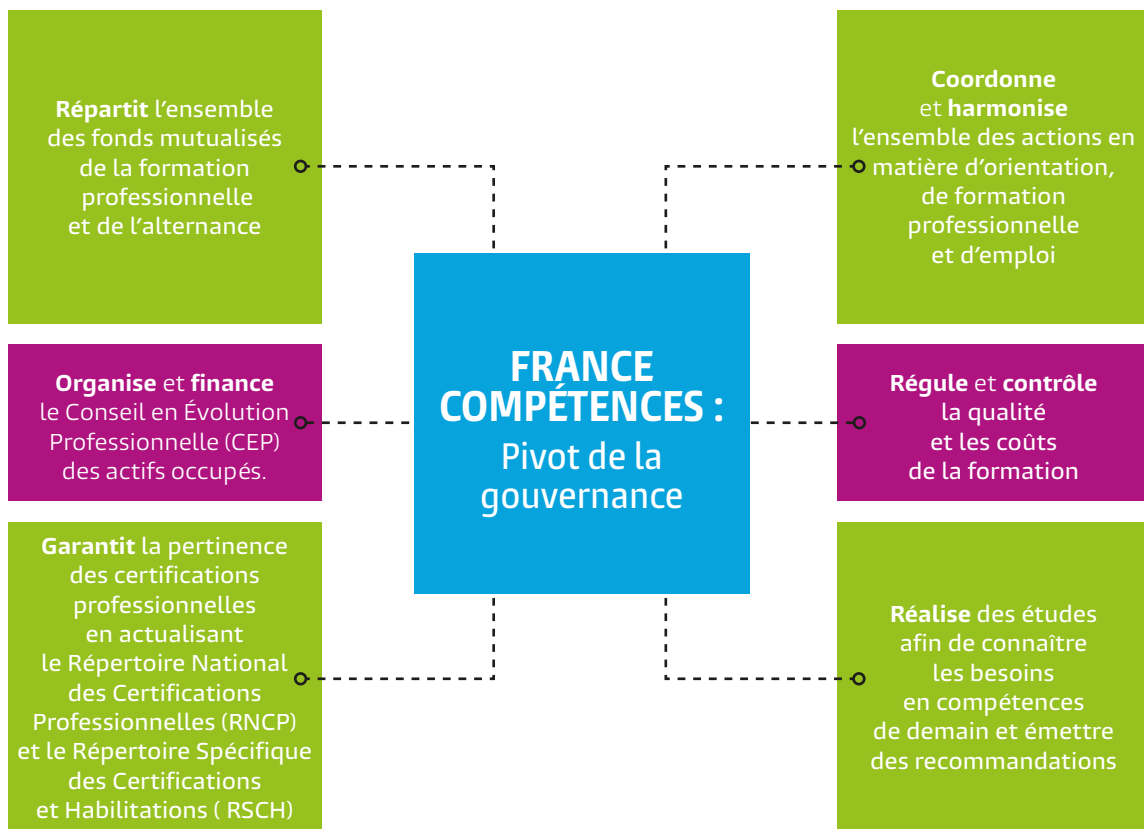 Répartit l'ensemble
des fonds mutualisés
de la formation
professionnelle
et de l'alternance
Coordonne
et harmonise
l'ensemble des actions en
matière d'orientation,
de formation
professionnelle
et d'emploi
FRANCE
COMPÉTENCES :
Pivot de la
gouvernance
Organise et finance
le Conseil en Évolution
Professionnelle (CEP)
des actifs occupés.
Régule et contrôle
la qualité
et les coûts
de la formation
Garantit la pertinence
des certifications
professionnelles
en actualisant
le Répertoire National
des Certifications
Professionnelles (RNCP)
et le Répertoire Spécifique
des Certifications
et Habilitations ( RSCH)
Réalise des études
afin de connaître
les besoins
en compétences
de demain et émettre
des recommandations